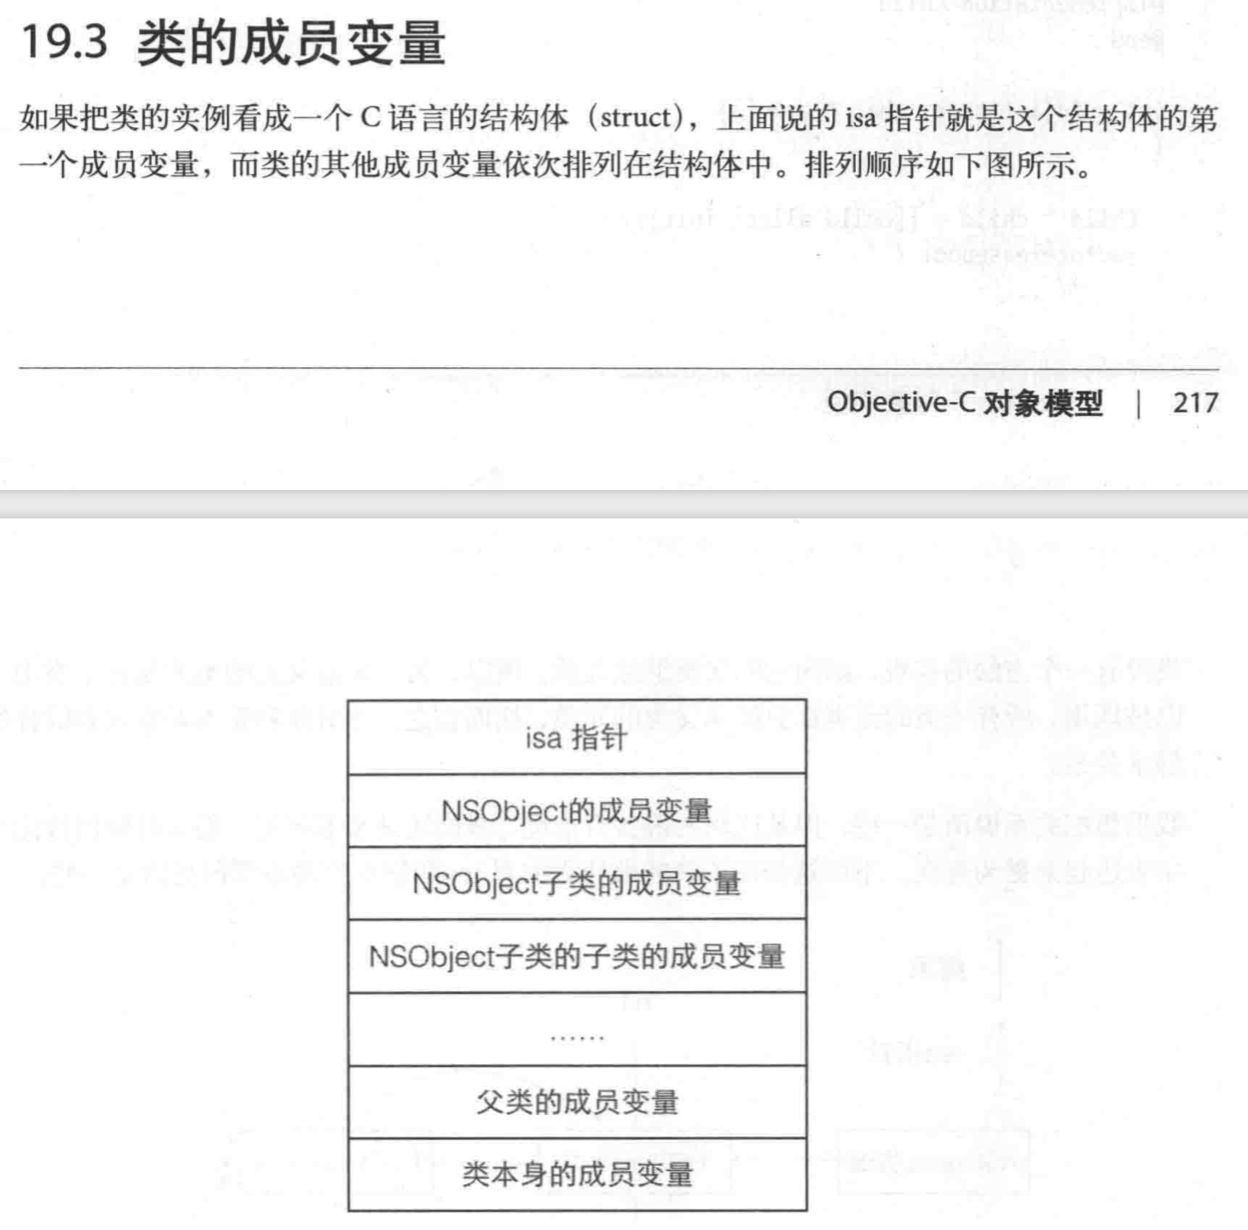 19.3 类的成员变量
如果把类的实例看成一个 C 语言的结构体（struct），上面说的 isa 指针就是这个结构体的第
一个成员变量，而类的其他成员变量依次排列在结构体中。排列顺序如下图所示。
Objective-C 对象模型 | 217
isa 指针
NSObject的成员变量
NSObject子类的成员变量
NSObject子类的子类的成员变量
……
父类的成员变量
类本身的成员变量